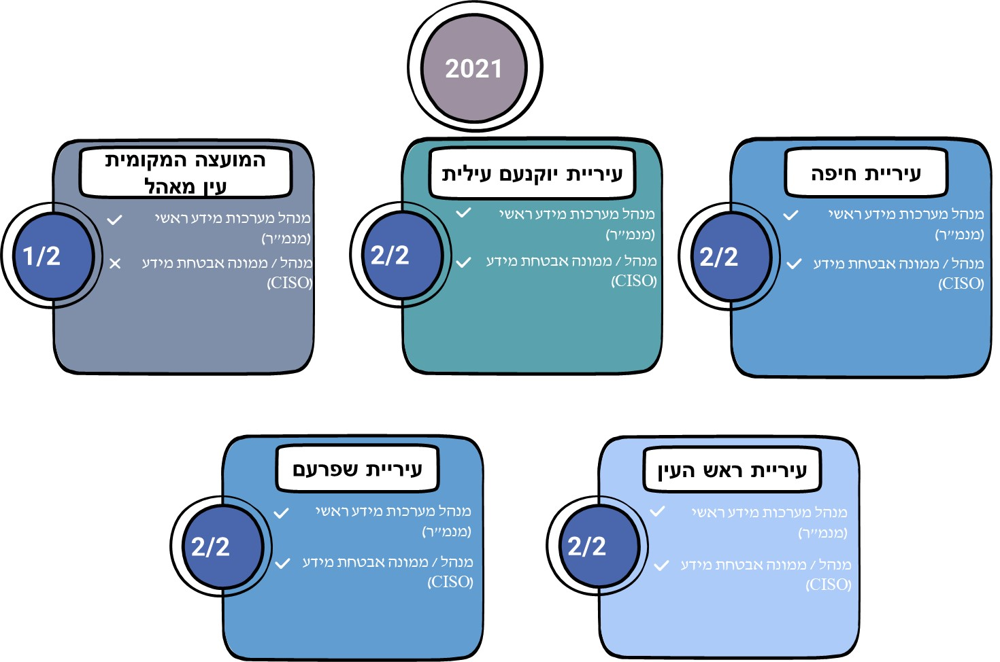 2021
עיריית חיפה
מנהל מערכות מידע ראשי
(מנמ"ר)
מנהל / ממונה אבטחת מידע
(CISO)
2/2
עיריית יוקנעם עילית
מנהל מערכות מידע ראשי
(מנמ"ר)
מנהל / ממונה אבטחת מידע
(CISO)
2/2
המועצה המקומית
עין מאהל
מנהל מערכות מידע ראשי
(מנמ"ר)
מנהל / ממונה אבטחת מידע
(CISO)
1/2
עיריית ראש העין
מנהל מערכות מידע ראשי
(מנמ"ר)
מנהל / ממונה אבטחת מידע
(CISO)
2/2
עיריית שפרעם
מנהל מערכות מידע ראשי
(מנמ"ר)
מנהל / ממונה אבטחת מידע
(CISO)
2/2